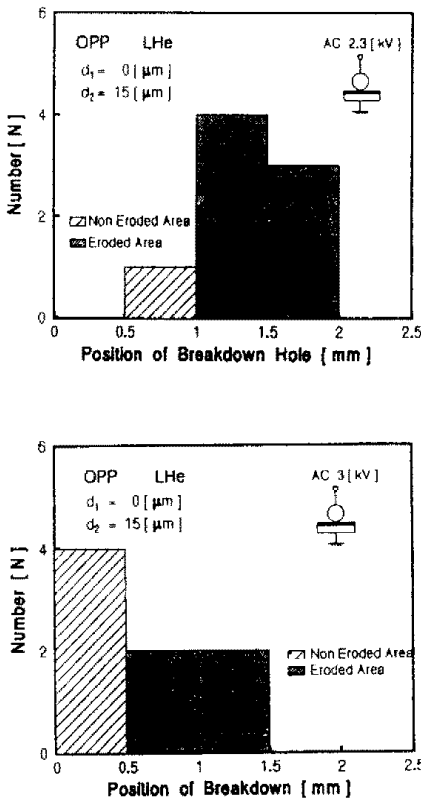 6
OPP LHe
AC 2.3 [ kV ]
d₁ = 0 [ μm ]
d₂ = 15 [ μm ]
4
Number [ N ]
2
Non Eroded Area
Eroded Area
0
0 0.5 1 1.5 2 2.5
Position of Breakdown Hole [ mm ]
6
OPP LHe
AC 3 [ kV ]
d₁ = 0 [ μm ]
d₂ = 15 [ μm ]
4
Number [ N ]
2
Non Eroded Area
Eroded Area
0
0 0.5 1 1.5 2 2.5
Position of Breakdown [ mm ]